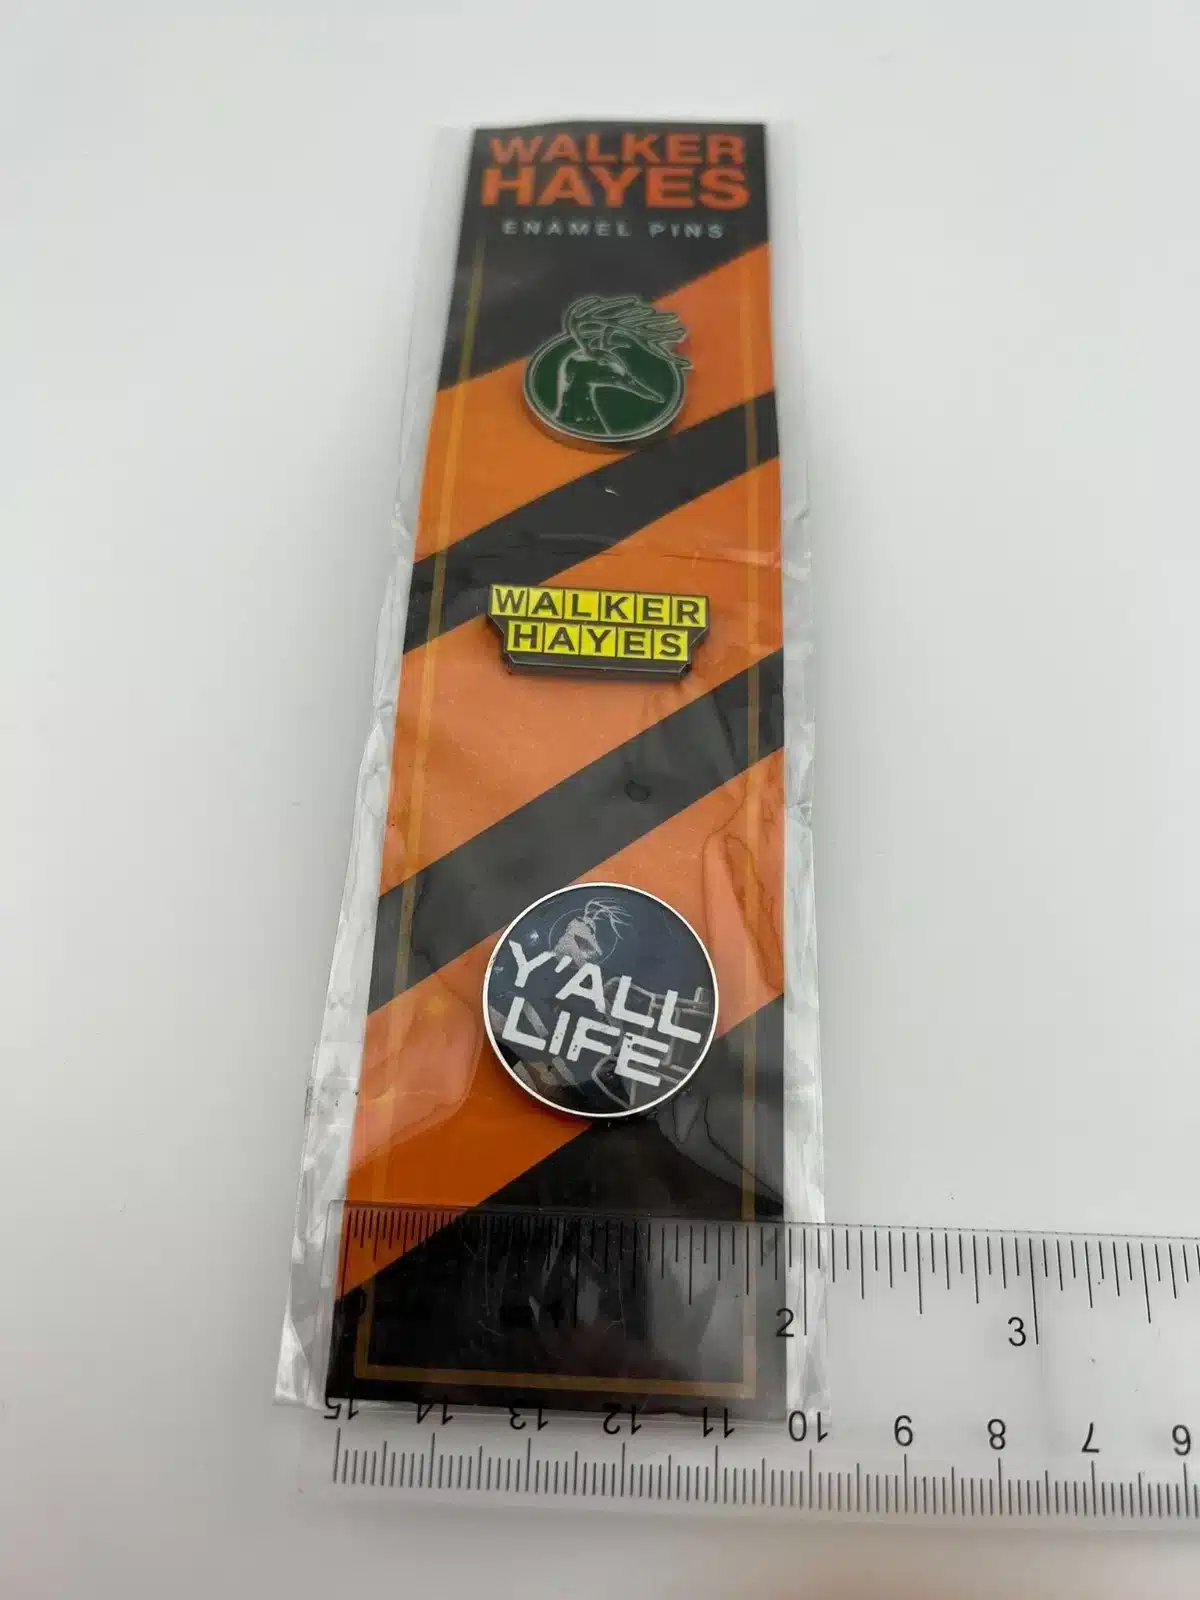 WALKER
HAYES
ENAMEL PINS
WALKER
HAYES
Y'ALL
LIFE
2
3
15 14 13 12 11 10 9 8 7 6